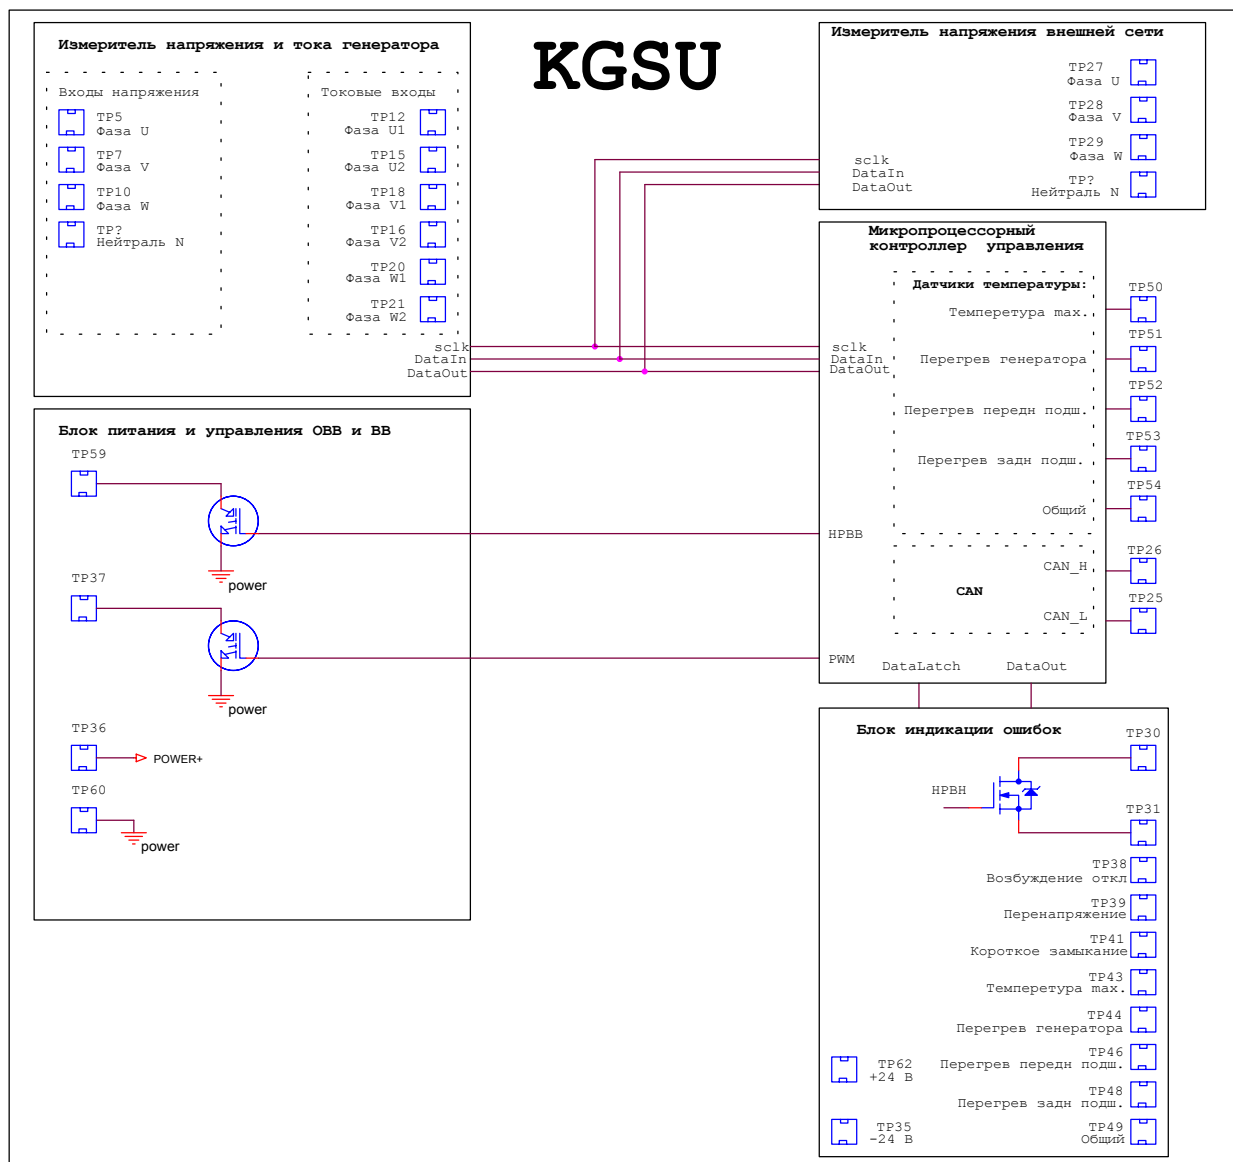 KGSU
Измеритель напряжения и тока генератора
Входы напряжения
TP5
Фаза U
TP7
Фаза V
TP10
Фаза W
TP?
Нейтраль N
Токовые входы
TP12
Фаза U1
TP15
Фаза U2
TP18
Фаза V1
TP16
Фаза V2
TP20
Фаза W1
TP21
Фаза W2
sclk
DataIn
DataOut
Измеритель напряжения внешней сети
TP27
Фаза U
TP28
Фаза V
TP29
Фаза W
TP?
Нейтраль N
sclk
DataIn
DataOut
Микропроцессорный
контроллер управления
Датчики температуры:
Темперетура max.
TP50
Перегрев генератора
TP51
Перегрев передн подш.
TP52
Перегрев задн подш.
TP53
Общий
TP54
sclk
DataIn
DataOut
HPBB
CAN_H
TP26
CAN
CAN_L
TP25
PWM
DataLatch
DataOut
Блок питания и управления ОВВ и ВВ
TP59
power
TP37
power
TP36
POWER+
TP60
power
Блок индикации ошибок
TP30
HPBH
TP31
TP38
Возбуждение откл
TP39
Перенапряжение
TP41
Короткое замыкание
TP43
Темперетура max.
TP44
Перегрев генератора
TP46
Перегрев передн подш.
TP48
Перегрев задн подш.
TP49
Общий
TP62
+24 В
TP35
-24 В